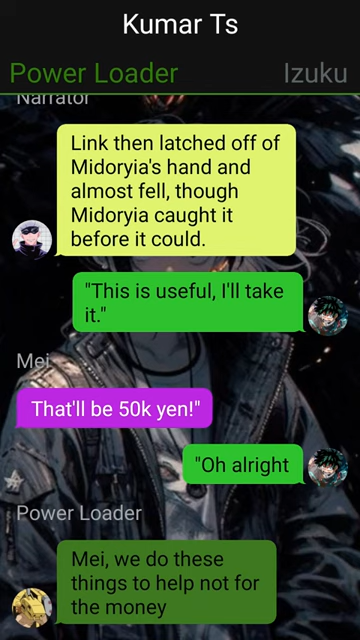 Kumar Ts
Power Loader Izuku
Narrator
Link then latched off of
Midoryia's hand and
almost fell, though
Midoryia caught it
before it could.
"This is useful, I'll take
it."
Mei
That'll be 50k yen!"
"Oh alright
Power Loader
Mei, we do these
things to help not for
the money